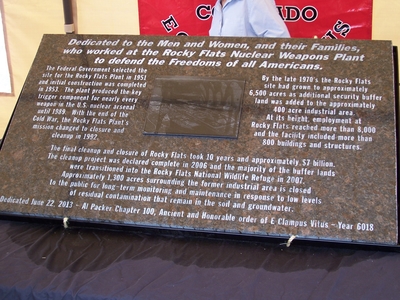 CO
DO
Dedicated to the Men and Women, and their Families,
who worked at the Rocky Flats Nuclear Weapons Plant
to defend the Freedoms of all Americans.
The Federal Government selected the
site for the Rocky Flats Plant in 1951
and initial construction was completed
in 1953. The plant produced the key
trigger component for nearly every
weapon in the U.S. nuclear arsenal
until 1989. With the end of the
Cold War, the Rocky Flats Plant's
mission changed to closure and
cleanup in 1992.
By the late 1970's the Rocky Flats
site had grown to approximately
6,500 acres as additional security buffer
land was added to the approximately
400 acre industrial area.
At its height, employment at
Rocky Flats reached more than 8,000
and the facility included more than
800 buildings and structures.
The final cleanup and closure of Rocky Flats took 10 years and approximately $7 billion.
The cleanup project was declared complete in 2006 and the majority of the buffer lands
were transitioned into the Rocky Flats National Wildlife Refuge in 2007.
Approximately 1,300 acres surrounding the former industrial area is closed
to the public for long-term monitoring and maintenance in response to low levels
of residual contamination that remain in the soil and groundwater.
Dedicated June 22, 2013 - Al Packer Chapter 100, Ancient and Honorable order of E Clampus Vitus - Year 6018